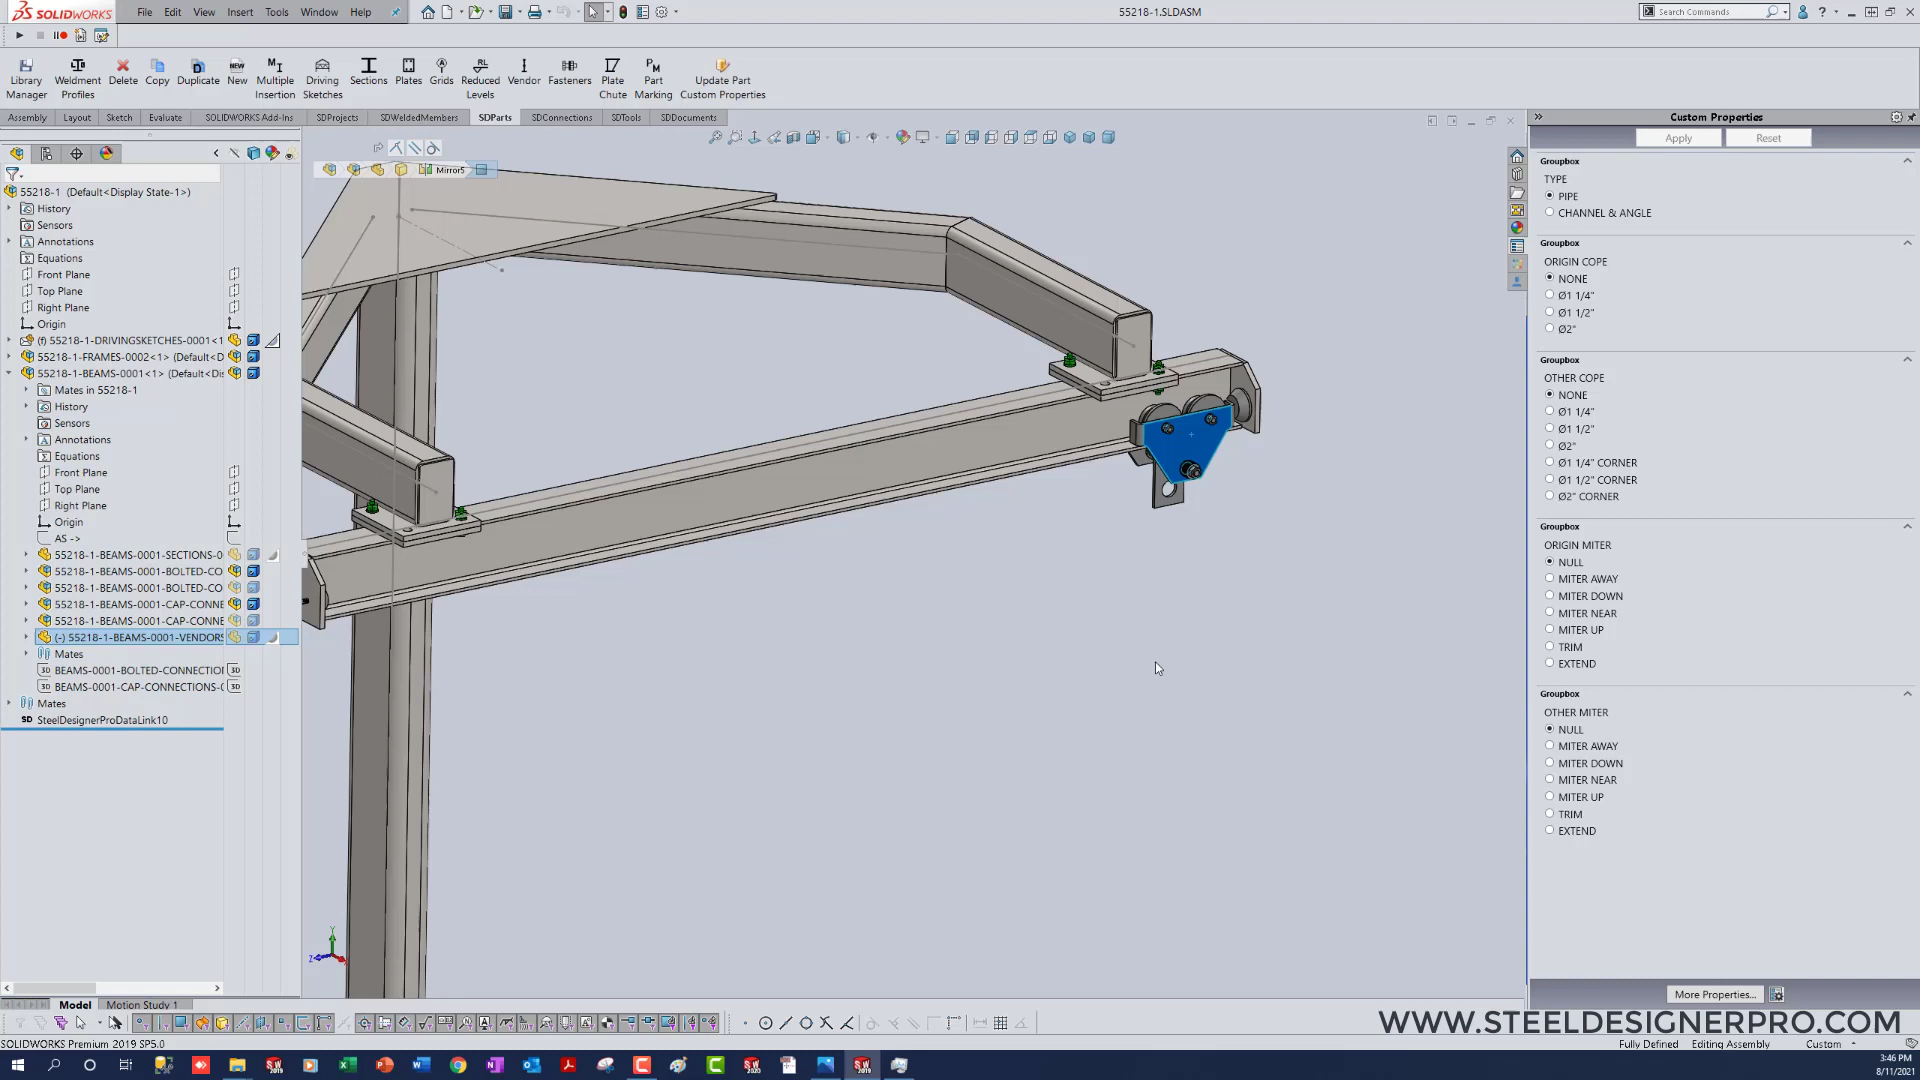 SOLIDWORKS File Edit View Insert Tools Window Help 55218-1.SLDASM Search Commands
Library Manager Weldment Profiles Delete Copy Duplicate New Multiple Insertion Driving Sketches Sections Plates Grids Reduced Levels Vendor Fasteners Plate Chute Part Marking Update Part Custom Properties
Assembly Layout Sketch Evaluate SOLIDWORKS Add-Ins SDProjects SDWeldedMembers SDParts SDConnections SDTools SDDocuments
Mirror5
55218-1 (Default<Display State-1>)
History
Sensors
Annotations
Equations
Front Plane
Top Plane
Right Plane
Origin
(f) 55218-1-DRIVINGSKETCHES-0001<1
55218-1-FRAMES-0002<1> (Default<D
55218-1-BEAMS-0001<1> (Default<Dis
Mates in 55218-1
History
Sensors
Annotations
Equations
Front Plane
Top Plane
Right Plane
Origin
AS ->
55218-1-BEAMS-0001-SECTIONS-0
55218-1-BEAMS-0001-BOLTED-CO
55218-1-BEAMS-0001-BOLTED-CO
55218-1-BEAMS-0001-CAP-CONNE
55218-1-BEAMS-0001-CAP-CONNE
(-) 55218-1-BEAMS-0001-VENDORS
Mates
BEAMS-0001-BOLTED-CONNECTIO
BEAMS-0001-CAP-CONNECTIONS-0
Mates
SD SteelDesignerProDataLink10
Custom Properties
Apply Reset
Groupbox
TYPE
PIPE
CHANNEL & ANGLE
Groupbox
ORIGIN COPE
NONE
Ø1 1/4"
Ø1 1/2"
Ø2"
Groupbox
OTHER COPE
NONE
Ø1 1/4"
Ø1 1/2"
Ø2"
Ø1 1/4" CORNER
Ø1 1/2" CORNER
Ø2" CORNER
Groupbox
ORIGIN MITER
NULL
MITER AWAY
MITER DOWN
MITER NEAR
MITER UP
TRIM
EXTEND
Groupbox
OTHER MITER
NULL
MITER AWAY
MITER DOWN
MITER NEAR
MITER UP
TRIM
EXTEND
More Properties...
Model Motion Study 1
WWW.STEELDESIGNERPRO.COM
SOLIDWORKS Premium 2019 SP5.0 Fully Defined Editing Assembly Custom
3:46 PM
8/11/2021